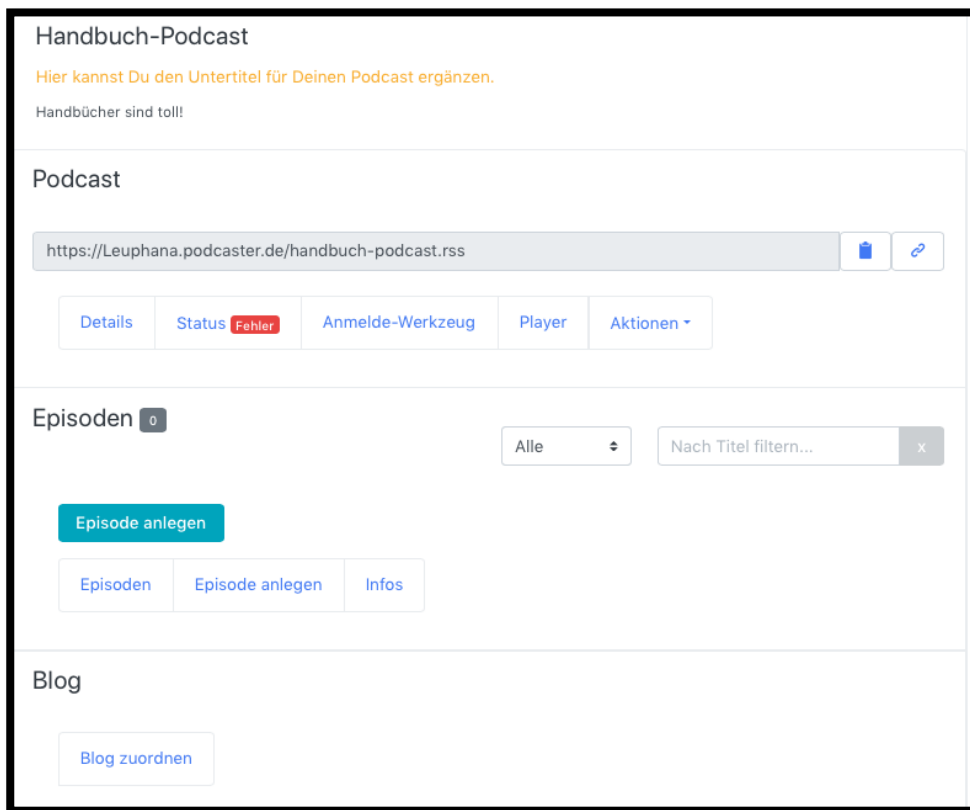 Handbuch-Podcast
Hier kannst Du den Untertitel für Deinen Podcast ergänzen.
Handbücher sind toll!
Podcast
https://Leuphana.podcaster.de/handbuch-podcast.rss
Details Status Fehler Anmelde-Werkzeug Player Aktionen
Episoden 0
Alle Nach Titel filtern... x
Episode anlegen
Episoden Episode anlegen Infos
Blog
Blog zuordnen